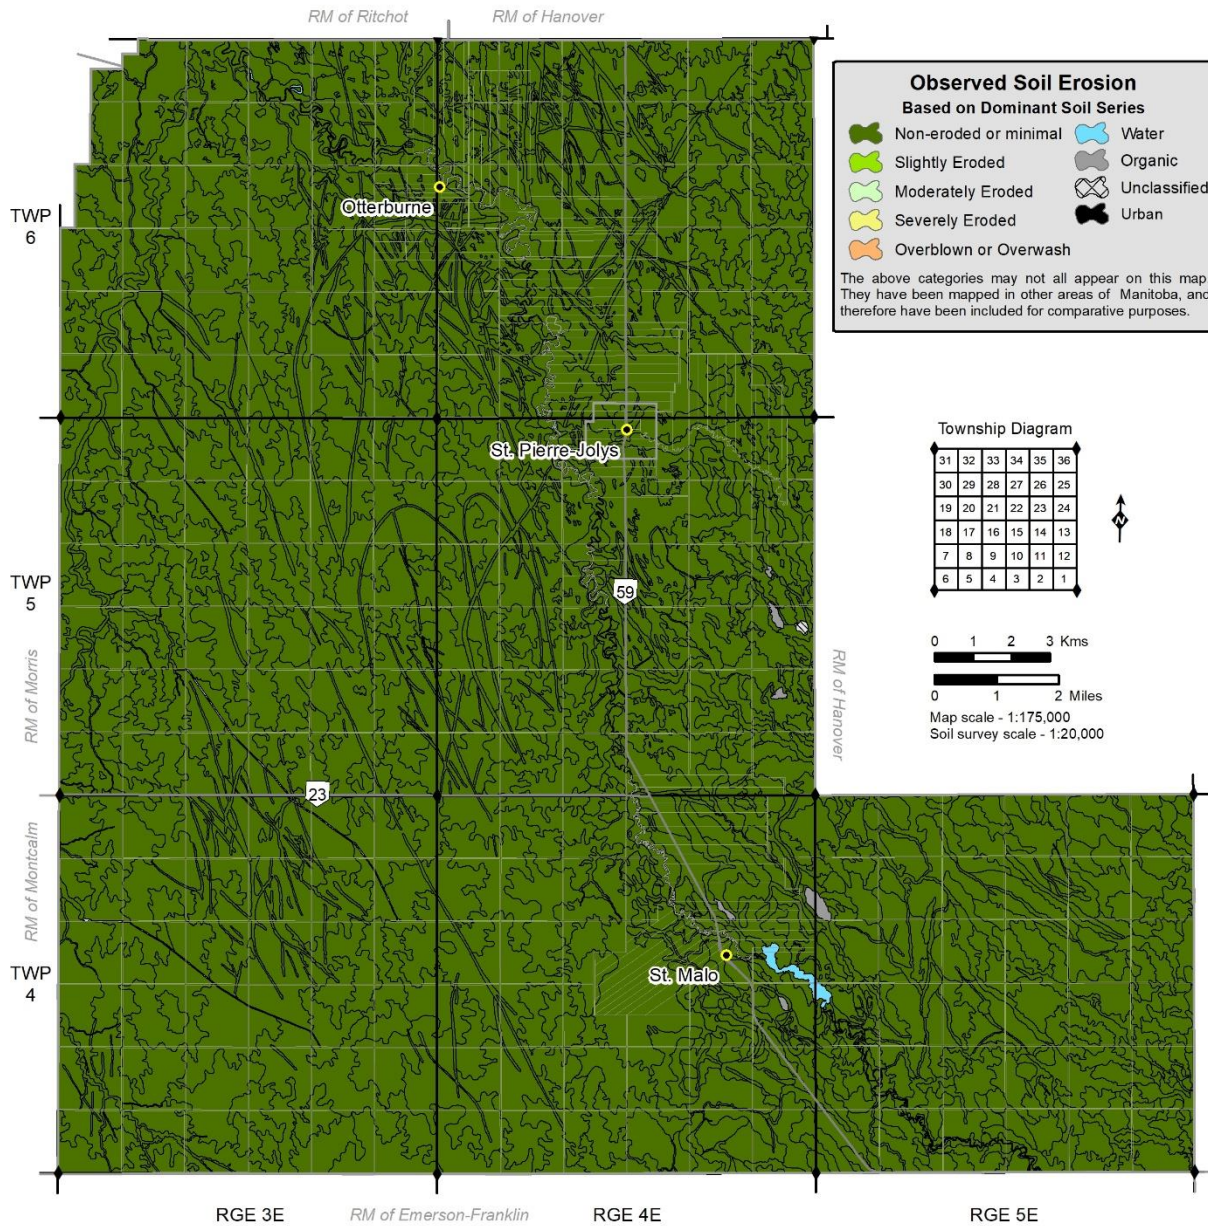 RM of Ritchot
RM of Hanover
Observed Soil Erosion
Based on Dominant Soil Series
Non-eroded or minimal
Slightly Eroded
Moderately Eroded
Severely Eroded
Overblown or Overwash
Water
Organic
Unclassified
Urban
The above categories may not all appear on this map
They have been mapped in other areas of Manitoba, and
therefore have been included for comparative purposes.
TWP
6
Otterburne
St. Pierre-Jolys
Township Diagram
31 32 33 34 35 36
30 29 28 27 26 25
19 20 21 22 23 24
18 17 16 15 14 13
7 8 9 10 11 12
6 5 4 3 2 1
N
TWP
5
59
0 1 2 3 Kms
0 1 2 Miles
Map scale - 1:175,000
Soil survey scale - 1:20,000
RM of Morris
RM of Hanover
23
RM of Montcalm
TWP
4
St. Malo
RGE 3E
RM of Emerson-Franklin
RGE 4E
RGE 5E